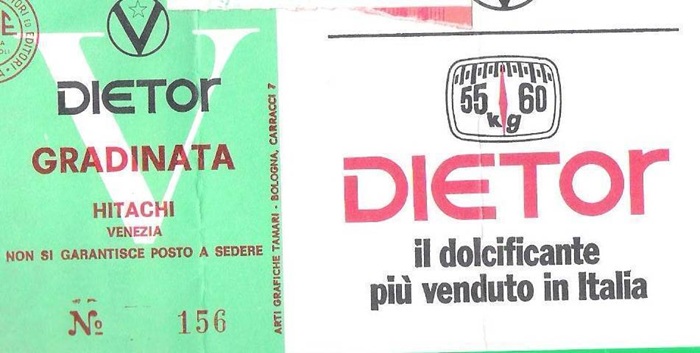 V
DIETOR
GRADINATA
HITACHI
VENEZIA
NON SI GARANTISCE POSTO A SEDERE
№ 156
ARTI GRAFICHE TAMARI - BOLOGNA, CARRACCI 7
55 60
kg
DIETOR
il dolcificante
più venduto in Italia